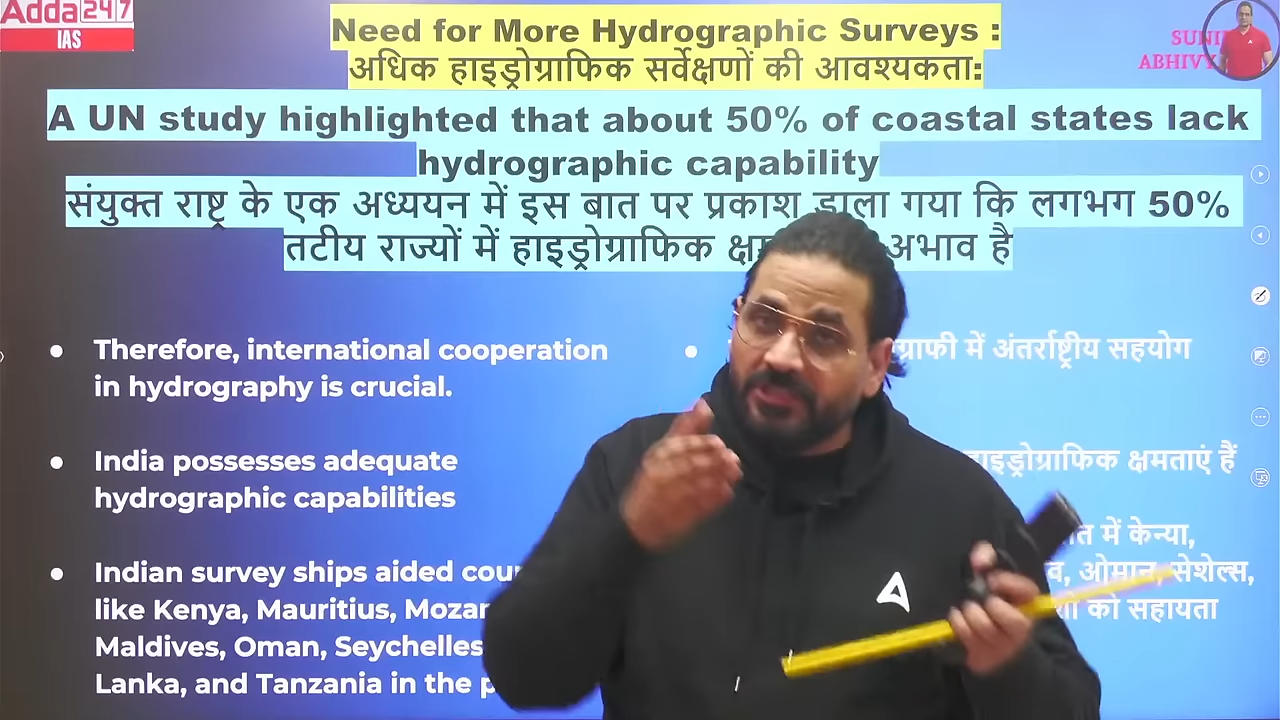 Adda247
IAS
SUNI
ABHIVY
Need for More Hydrographic Surveys :
अधिक हाइड्रोग्राफिक सर्वेक्षणों की आवश्यकता:
A UN study highlighted that about 50% of coastal states lack
hydrographic capability
संयुक्त राष्ट्र के एक अध्ययन में इस बात पर प्रकाश डाला गया कि लगभग 50%
तटीय राज्यों में हाइड्रोग्राफिक अभाव है
Therefore, international cooperation
in hydrography is crucial.
India possesses adequate
hydrographic capabilities
Indian survey ships aided
like Kenya, Mauritius,
Maldives, Oman, Seychelles
Lanka, and Tanzania in the
में अंतर्राष्ट्रीय सहयोग
हाइड्रोग्राफिक क्षमताएं हैं
में केन्या,
ओमान, सेशेल्स,
को सहायता